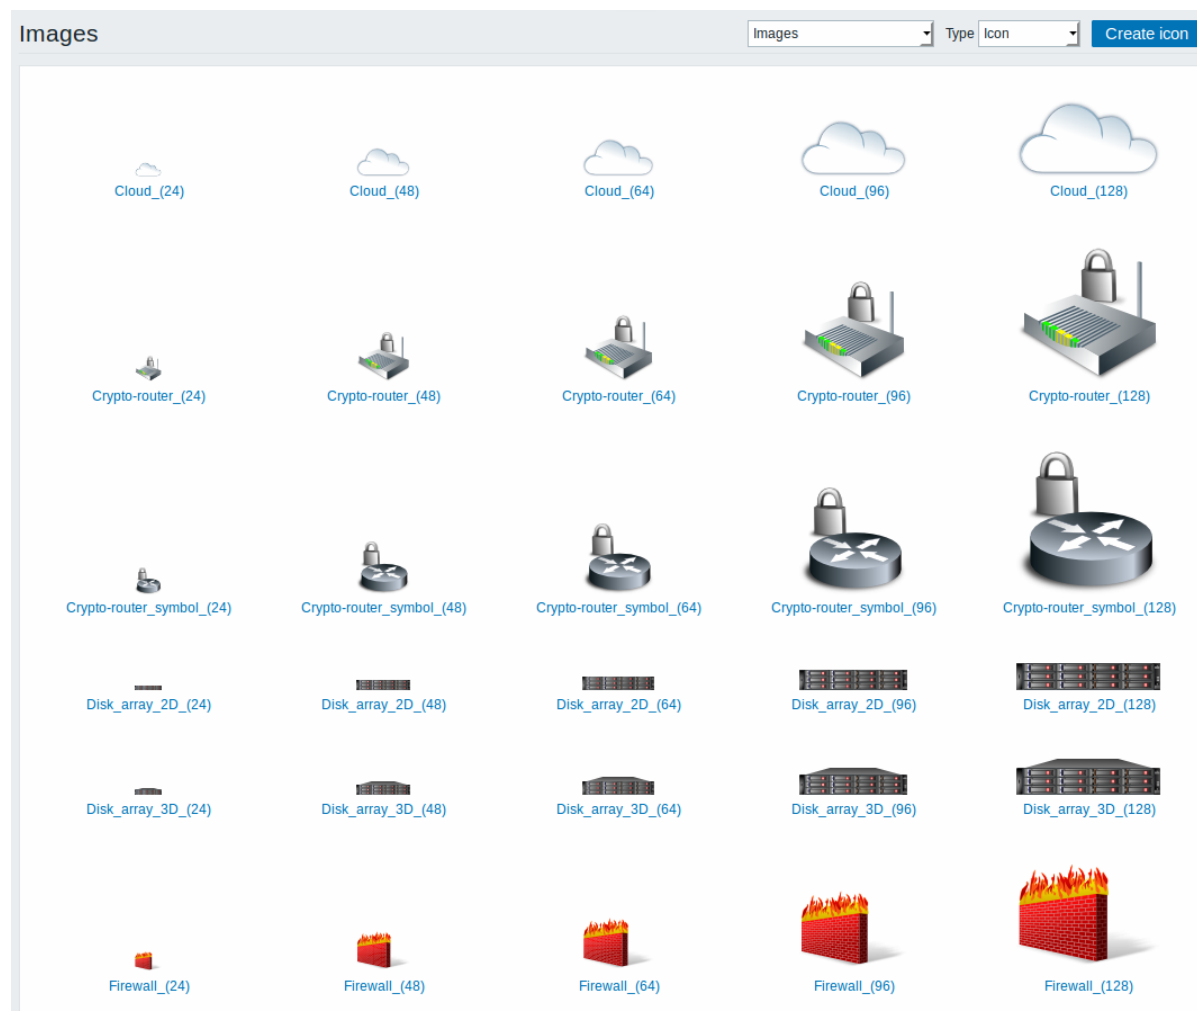 Images Images Type Icon Create icon
Cloud_(24) Cloud_(48) Cloud_(64) Cloud_(96) Cloud_(128)
Crypto-router_(24) Crypto-router_(48) Crypto-router_(64) Crypto-router_(96) Crypto-router_(128)
Crypto-router_symbol_(24) Crypto-router_symbol_(48) Crypto-router_symbol_(64) Crypto-router_symbol_(96) Crypto-router_symbol_(128)
Disk_array_2D_(24) Disk_array_2D_(48) Disk_array_2D_(64) Disk_array_2D_(96) Disk_array_2D_(128)
Disk_array_3D_(24) Disk_array_3D_(48) Disk_array_3D_(64) Disk_array_3D_(96) Disk_array_3D_(128)
Firewall_(24) Firewall_(48) Firewall_(64) Firewall_(96) Firewall_(128)